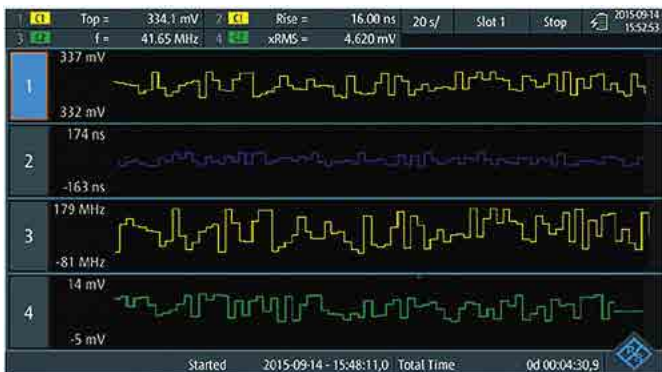 1 C1 Top = 334.1 mV 2 C1 Rise = 16.00 ns 20 s/ Slot 1 Stop 2015-09-14
15:52:53
3 C2 f = 41.65 MHz 4 C2 xRMS = 4.620 mV
337 mV
1
332 mV
174 ns
2
-163 ns
179 MHz
3
-81 MHz
14 mV
4
-5 mV
Started 2015-09-14 - 15:48:11,0 Total Time 0d 00:04:30,9